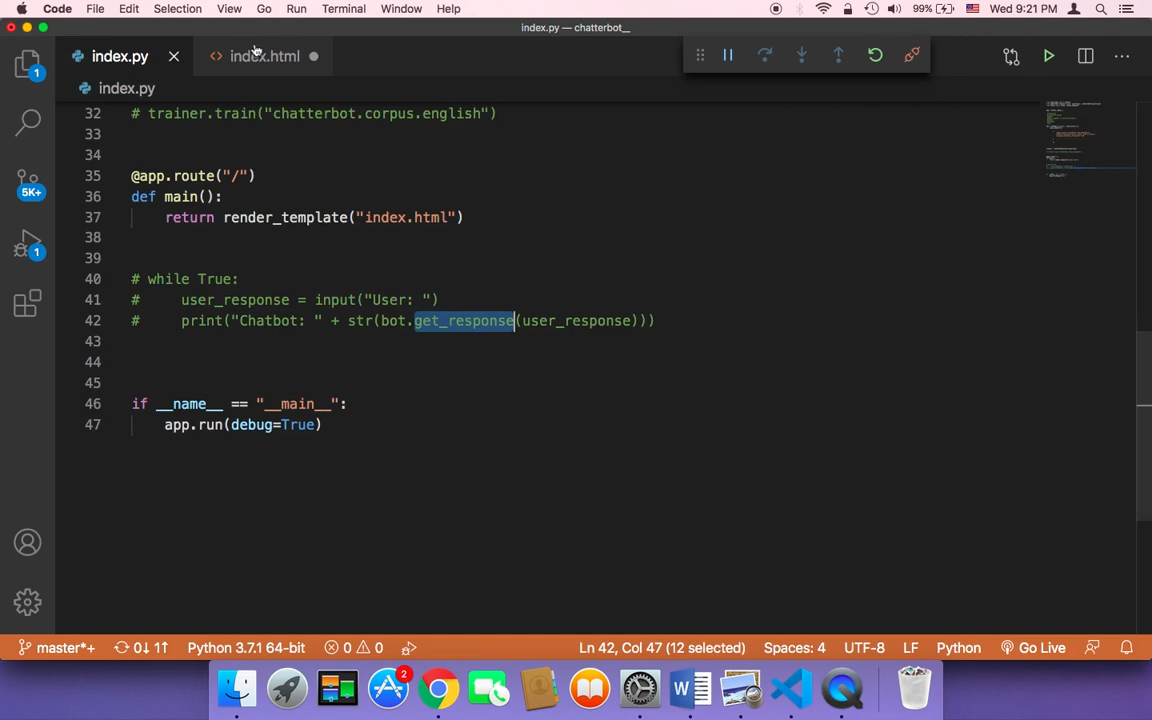 Code File Edit Selection View Go Run Terminal Window Help 99% Wed 9:21 PM
index.py — chatterbot_
index.py index.html
1
index.py
32 # trainer.train("chatterbot.corpus.english")
33
34
35 @app.route("/")
36 def main():
37 return render_template("index.html")
38
39
40 # while True:
41 # user_response = input("User: ")
42 # print("Chatbot: " + str(bot.get_response(user_response)))
43
44
45
46 if __name__ == "__main__":
47 app.run(debug=True)
5K+
1
master*+ 0↓ 1↑ Python 3.7.1 64-bit 0 0 Ln 42, Col 47 (12 selected) Spaces: 4 UTF-8 LF Python Go Live
2